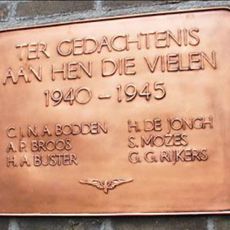 TER GEDACHTENIS
AAN HEN DIE VIELEN
1940 - 1945
C.J.N.A. BODDEN
A.P. BROOS
H.A. BUSTER
H. DE JONGH
S. MOZES
G.G. RIJKERS